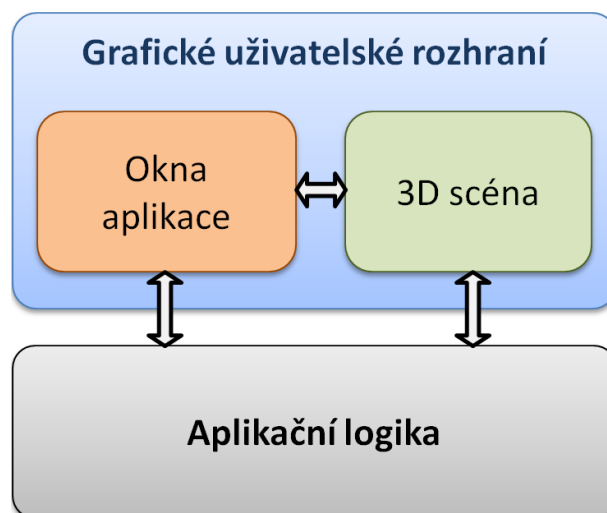 Grafické uživatelské rozhraní
Okna
aplikace
3D scéna
Aplikační logika